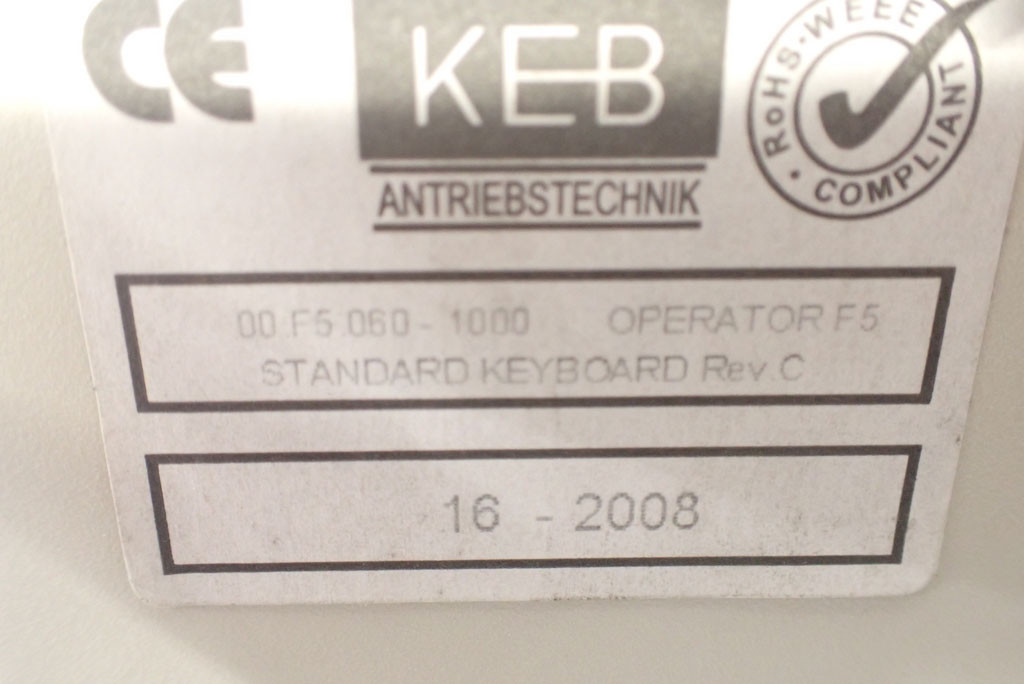 CE
KEB
ANTRIEBSTECHNIK
RoHS·WEEE
· COMPLIANT
00.F5.060-1000 OPERATOR F5
STANDARD KEYBOARD Rev.C
16 - 2008